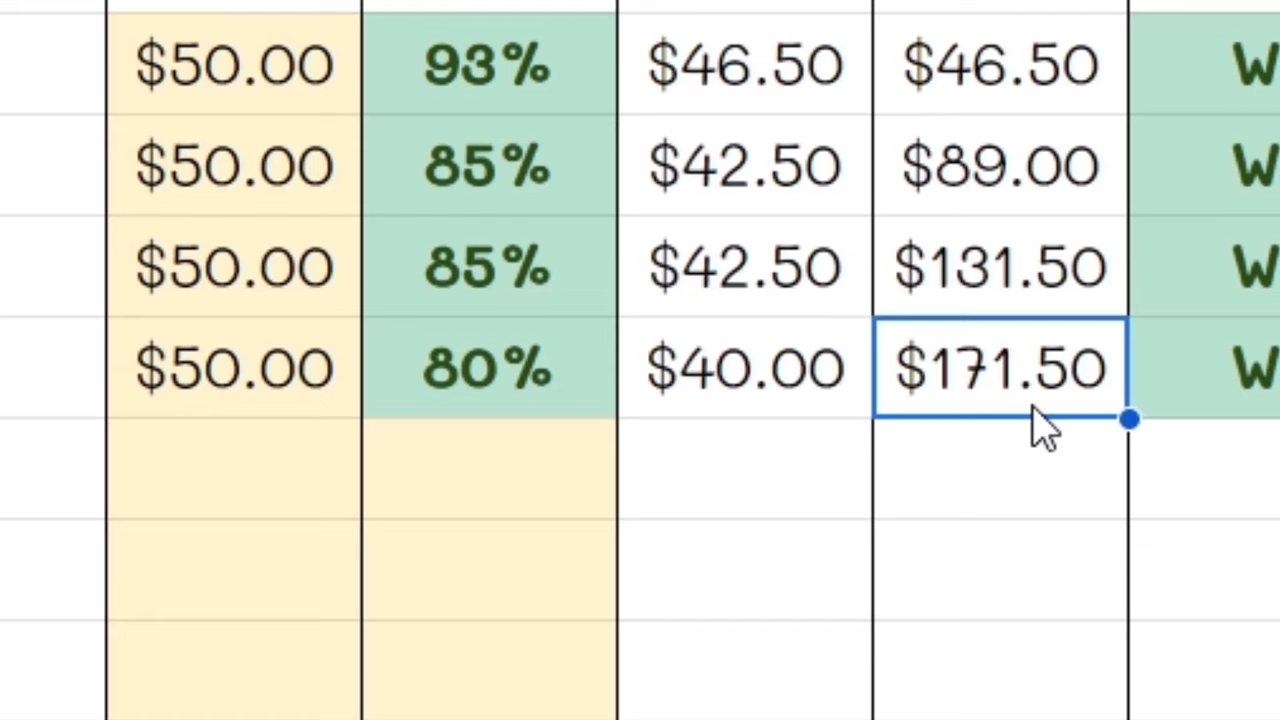 $50.00 93% $46.50 $46.50 W
$50.00 85% $42.50 $89.00 W
$50.00 85% $42.50 $131.50 W
$50.00 80% $40.00 $171.50 W